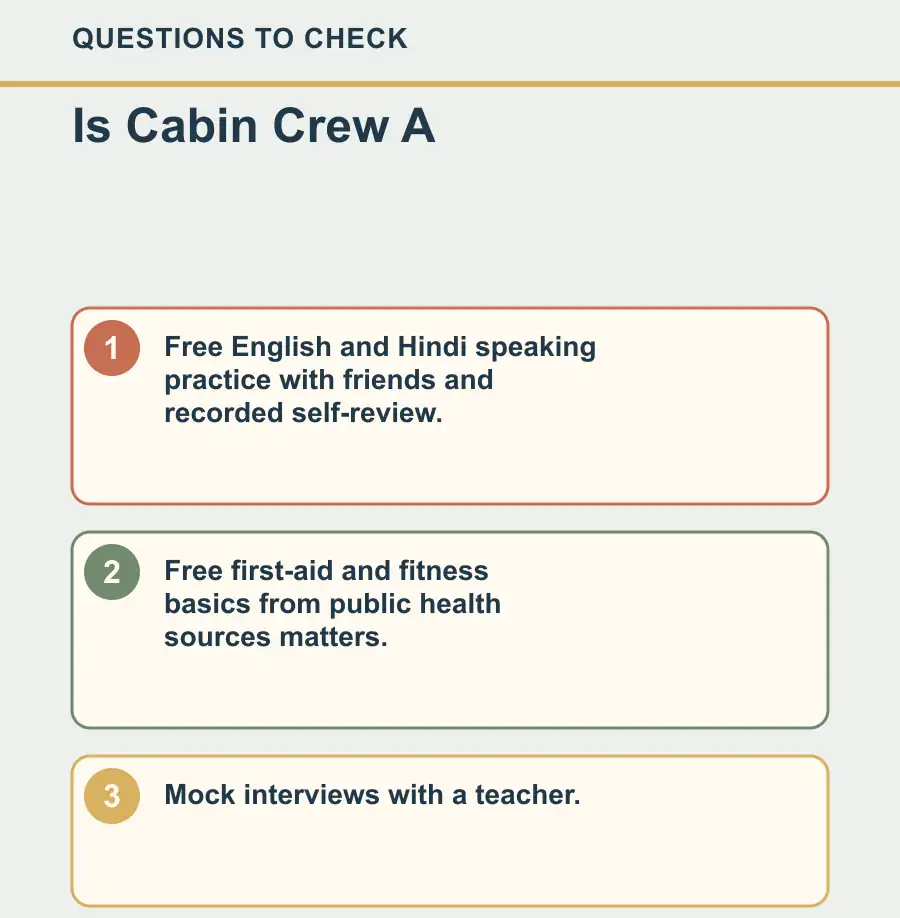 QUESTIONS TO CHECK
Is Cabin Crew A
1
Free English and Hindi speaking
practice with friends and
recorded self-review.
2
Free first-aid and fitness
basics from public health
sources matters.
3
Mock interviews with a teacher.